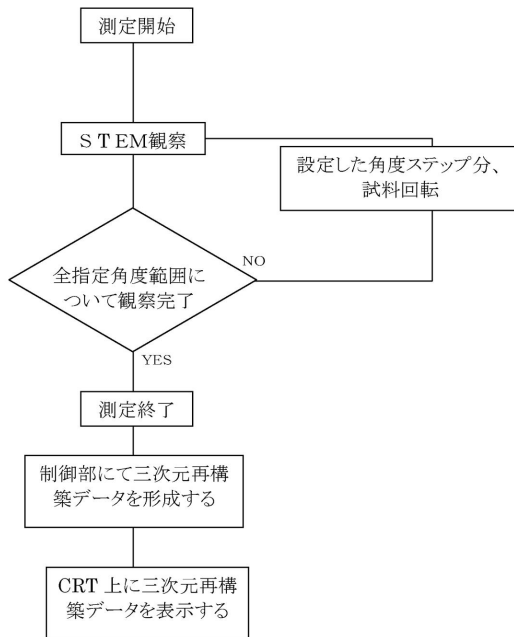 測定開始
STEM観察
設定した角度ステップ分、
試料回転
全指定角度範囲に
ついて観察完了
NO
YES
測定終了
制御部にて三次元再構
築データを形成する
CRT 上に三次元再構
築データを表示する